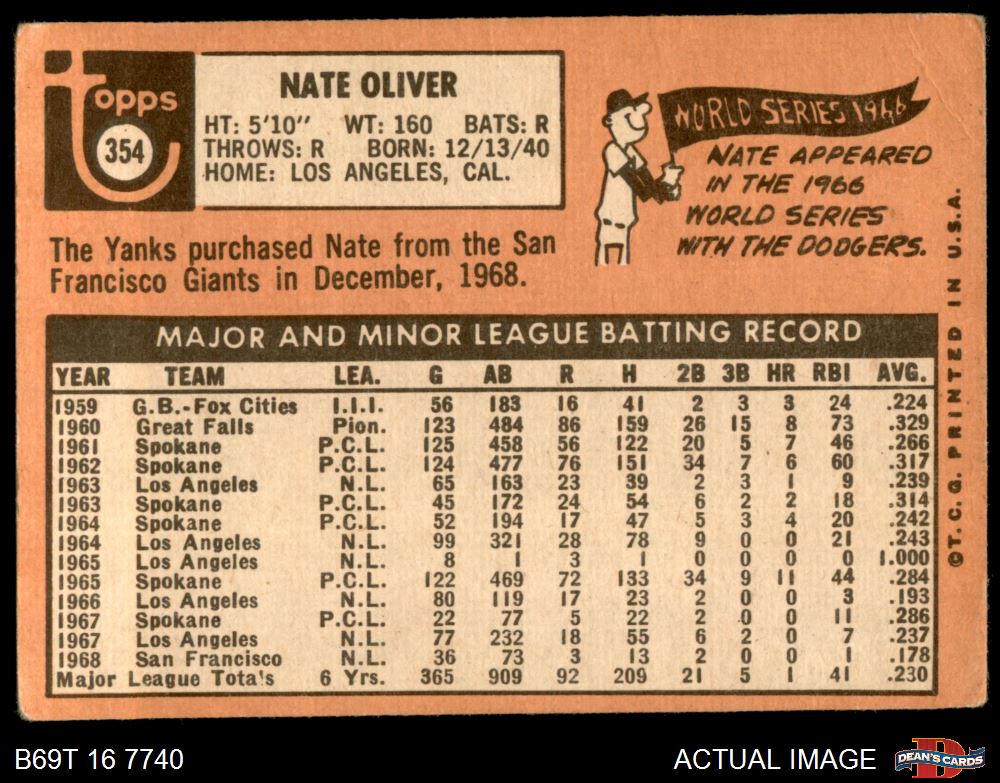 topps
354
NATE OLIVER
HT: 5'10" WT: 160 BATS: R
THROWS: R BORN: 12/13/40
HOME: LOS ANGELES, CAL.
WORLD SERIES 1966
NATE APPEARED
IN THE 1966
WORLD SERIES
WITH THE DODGERS.
The Yanks purchased Nate from the San
Francisco Giants in December, 1968.
MAJOR AND MINOR LEAGUE BATTING RECORD
YEAR TEAM LEA. G AB R H 2B 3B HR RBI AVG.
1959 G.B.-Fox Cities I.I.I. 56 183 16 41 2 3 3 24 .224
1960 Great Falls Pion. 123 484 86 159 26 15 8 73 .329
1961 Spokane P.C.L. 125 458 56 122 20 5 7 46 .266
1962 Spokane P.C.L. 124 477 76 151 34 7 6 60 .317
1963 Los Angeles N.L. 65 163 23 39 2 3 1 9 .239
1963 Spokane P.C.L. 45 172 24 54 6 2 2 18 .314
1964 Spokane P.C.L. 52 194 17 47 5 3 4 20 .242
1964 Los Angeles N.L. 99 321 28 78 9 0 0 21 .243
1965 Los Angeles N.L. 8 1 3 1 0 0 0 0 1.000
1965 Spokane P.C.L. 122 469 72 133 34 9 11 44 .284
1966 Los Angeles N.L. 80 119 17 23 2 0 0 3 .193
1967 Spokane P.C.L. 22 77 5 22 2 0 0 11 .286
1967 Los Angeles N.L. 77 232 18 55 6 2 0 7 .237
1968 San Francisco N.L. 36 73 3 13 2 0 0 1 .178
Major League Totals 6 Yrs. 365 909 92 209 21 5 1 41 .230
©T.C.G. PRINTED IN U.S.A.
B69T 16 7740
ACTUAL IMAGE
D
DEAN'S CARDS